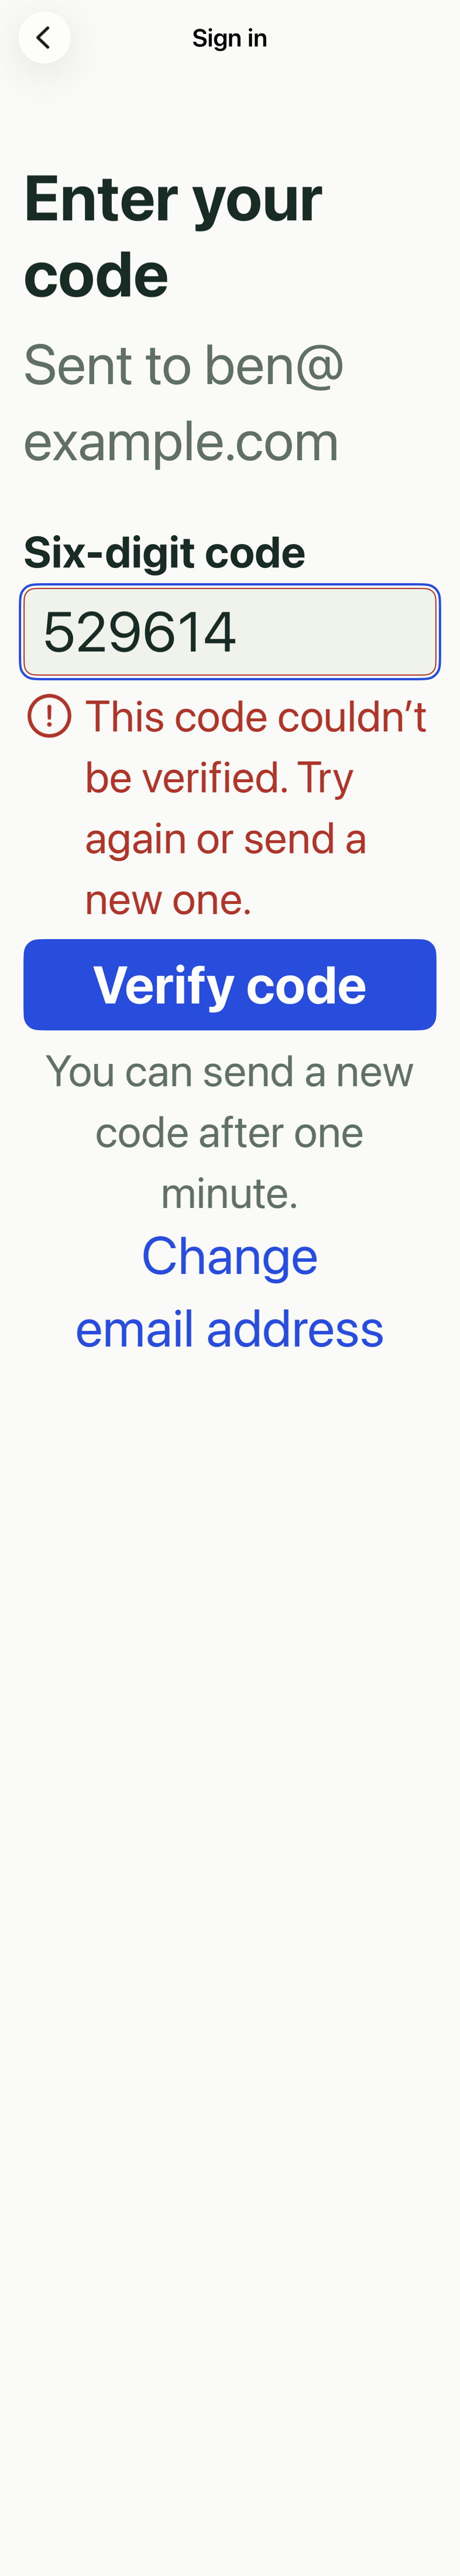 Sign in
Enter your
code
Sent to ben@
example.com
Six-digit code
529614
This code couldn’t
be verified. Try
again or send a
new one.
Verify code
You can send a new
code after one
minute.
Change
email address